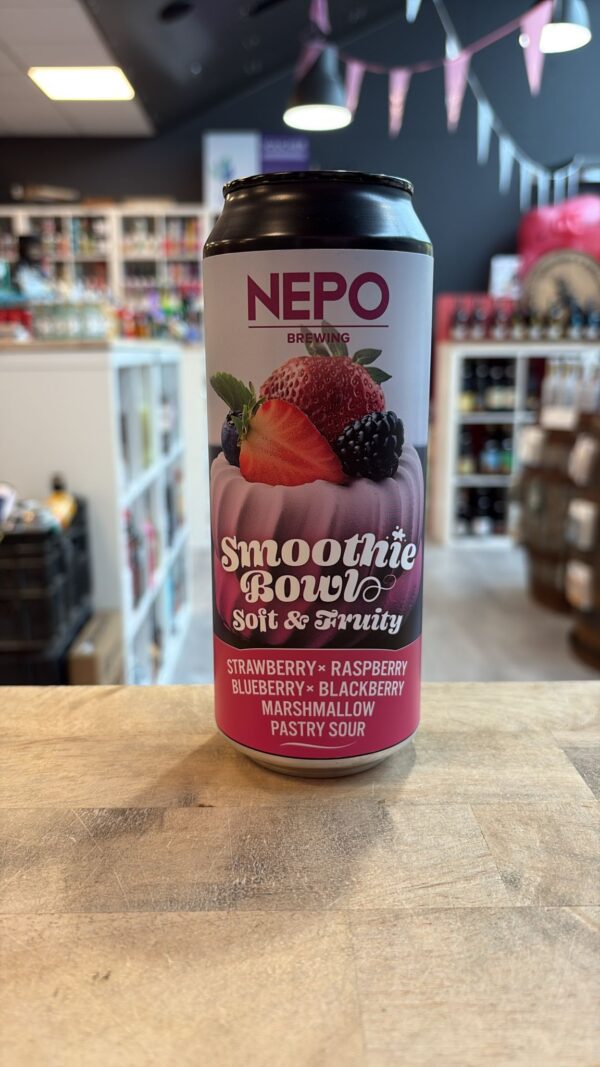 NEPO
BREWING
Smoothie
Bowl
Soft & Fruity
STRAWBERRY × RASPBERRY
BLUEBERRY × BLACKBERRY
MARSHMALLOW
PASTRY SOUR